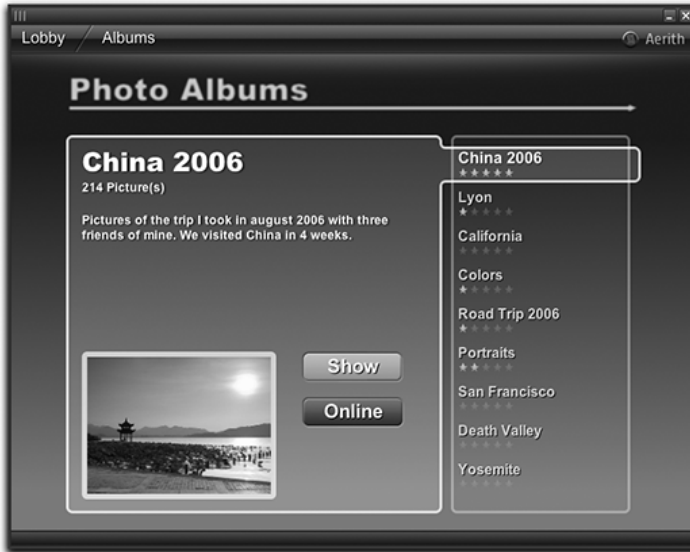 Lobby
Albums
Aerith
Photo Albums
China 2006
214 Picture(s)
Pictures of the trip I took in august 2006 with three
friends of mine. We visited China in 4 weeks.
Show
Online
China 2006
Lyon
California
Colors
Road Trip 2006
Portraits
San Francisco
Death Valley
Yosemite